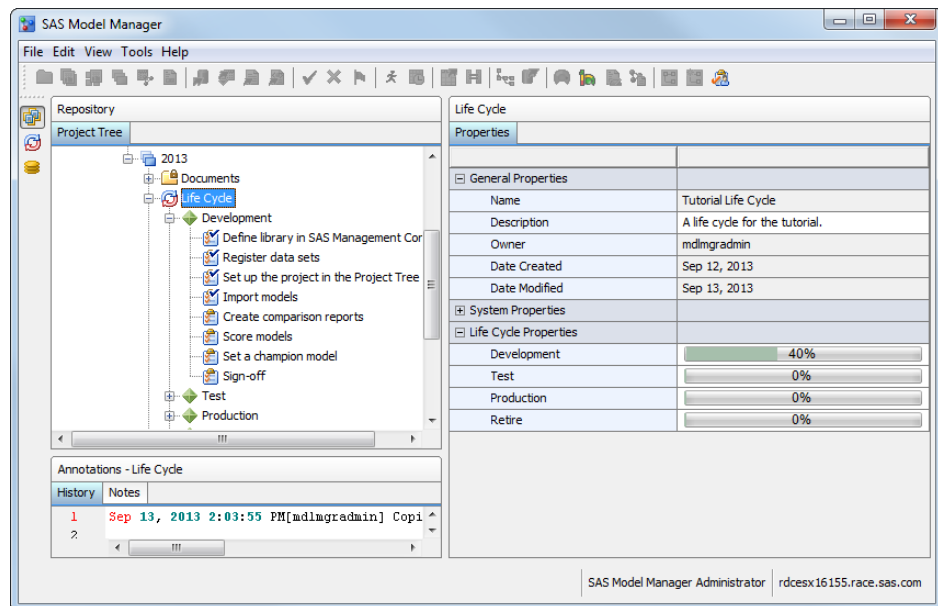 SAS Model Manager
File Edit View Tools Help
Repository
Project Tree
2013
Documents
Life Cycle
Development
Define library in SAS Management Cor
Register data sets
Set up the project in the Project Tree
Import models
Create comparison reports
Score models
Set a champion model
Sign-off
Test
Production
Annotations - Life Cycle
History Notes
1 Sep 13, 2013 2:03:55 PM[mdlmgradmin] Copi
2
Life Cycle
Properties
General Properties
Name Tutorial Life Cycle
Description A life cycle for the tutorial.
Owner mdlmgradmin
Date Created Sep 12, 2013
Date Modified Sep 13, 2013
System Properties
Life Cycle Properties
Development 40%
Test 0%
Production 0%
Retire 0%
SAS Model Manager Administrator rdcesx16155.race.sas.com